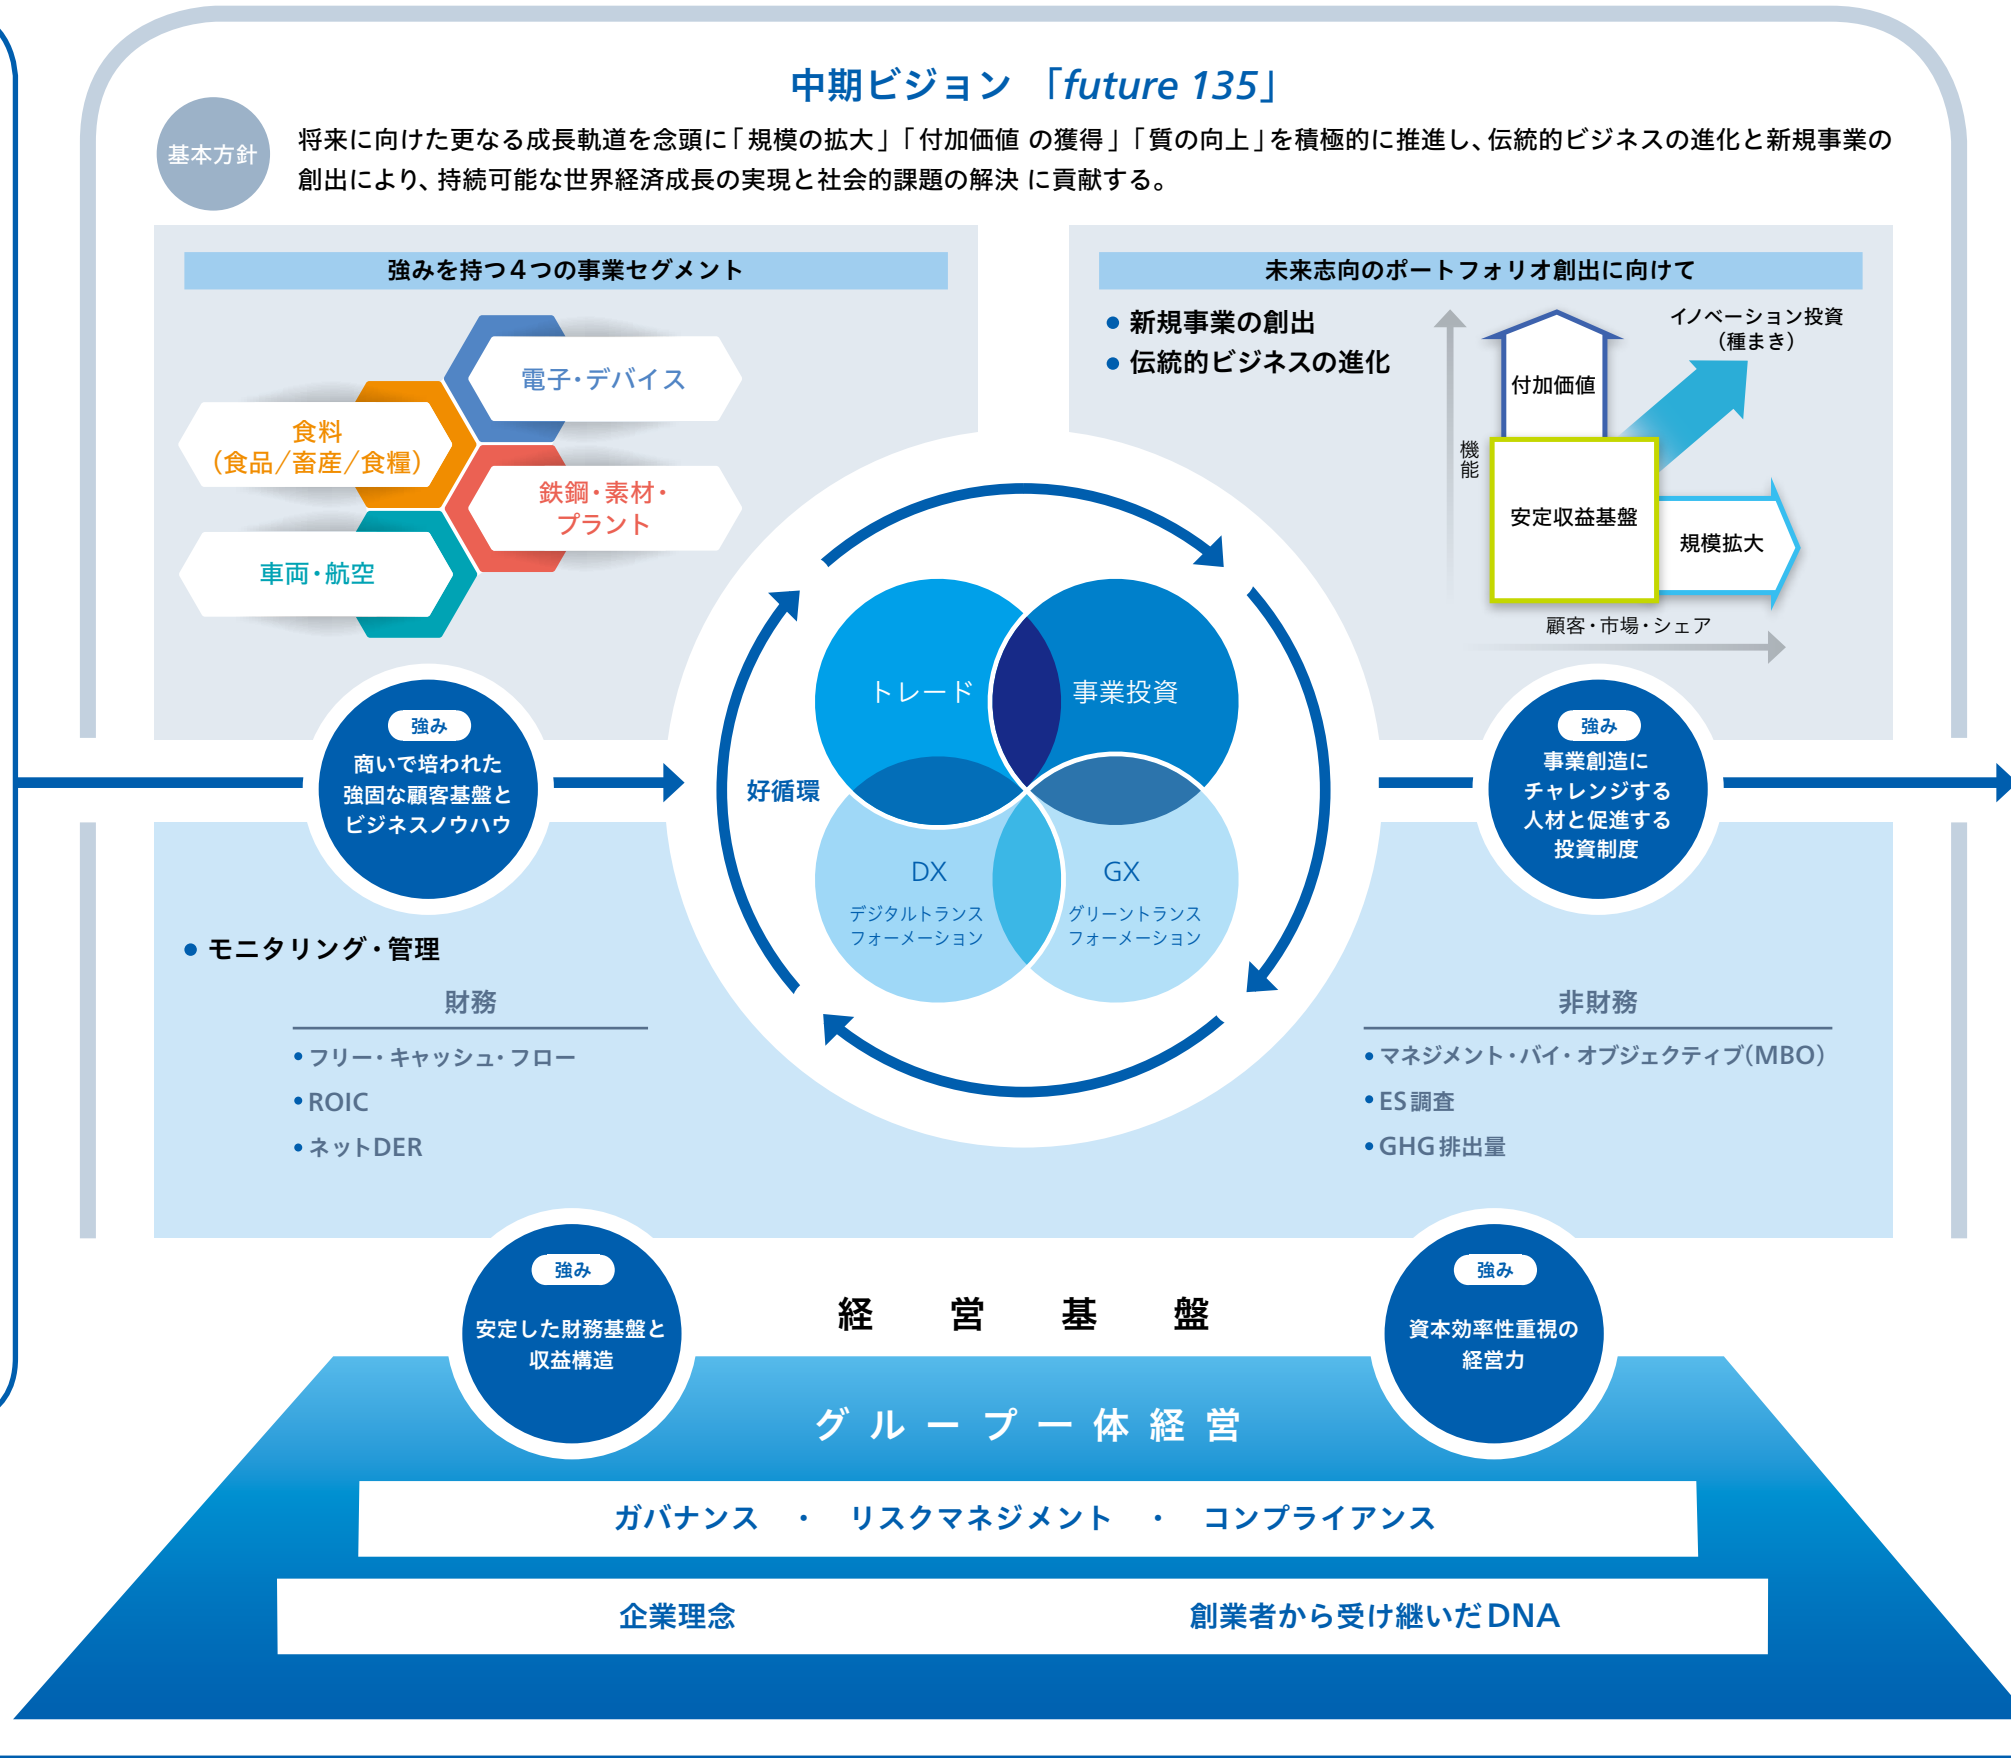 中期ビジョン 「future 135」
基本方針
将来に向けた更なる成長軌道を念頭に「規模の拡大」「付加価値 の獲得」「質の向上」を積極的に推進し、伝統的ビジネスの進化と新規事業の
創出により、持続可能な世界経済成長の実現と社会的課題の解決 に貢献する。
強みを持つ4つの事業セグメント
電子・デバイス
食料
(食品/畜産/食糧)
鉄鋼・素材・
プラント
車両・航空
未来志向のポートフォリオ創出に向けて
● 新規事業の創出
● 伝統的ビジネスの進化
イノベーション投資
(種まき)
付加価値
機能
安定収益基盤
規模拡大
顧客・市場・シェア
強み
商いで培われた
強固な顧客基盤と
ビジネスノウハウ
好循環
トレード
事業投資
DX
デジタルトランス
フォーメーション
GX
グリーントランス
フォーメーション
強み
事業創造に
チャレンジする
人材と促進する
投資制度
● モニタリング・管理
財務
•フリー・キャッシュ・フロー
•ROIC
•ネットDER
非財務
•マネジメント・バイ・オブジェクティブ(MBO)
•ES調査
•GHG排出量
強み
安定した財務基盤と
収益構造
経営基盤
強み
資本効率性重視の
経営力
グループ一体経営
ガバナンス ・ リスクマネジメント ・ コンプライアンス
企業理念
創業者から受け継いだDNA